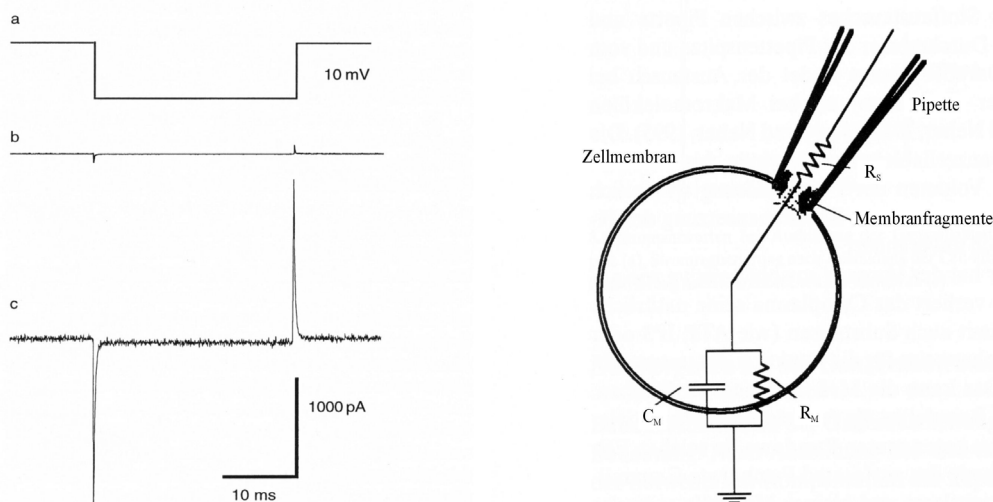 a
10 mV
b
c
1000 pA
10 ms
Pipette
Zellmembran
R_S
Membranfragmente
C_M
R_M